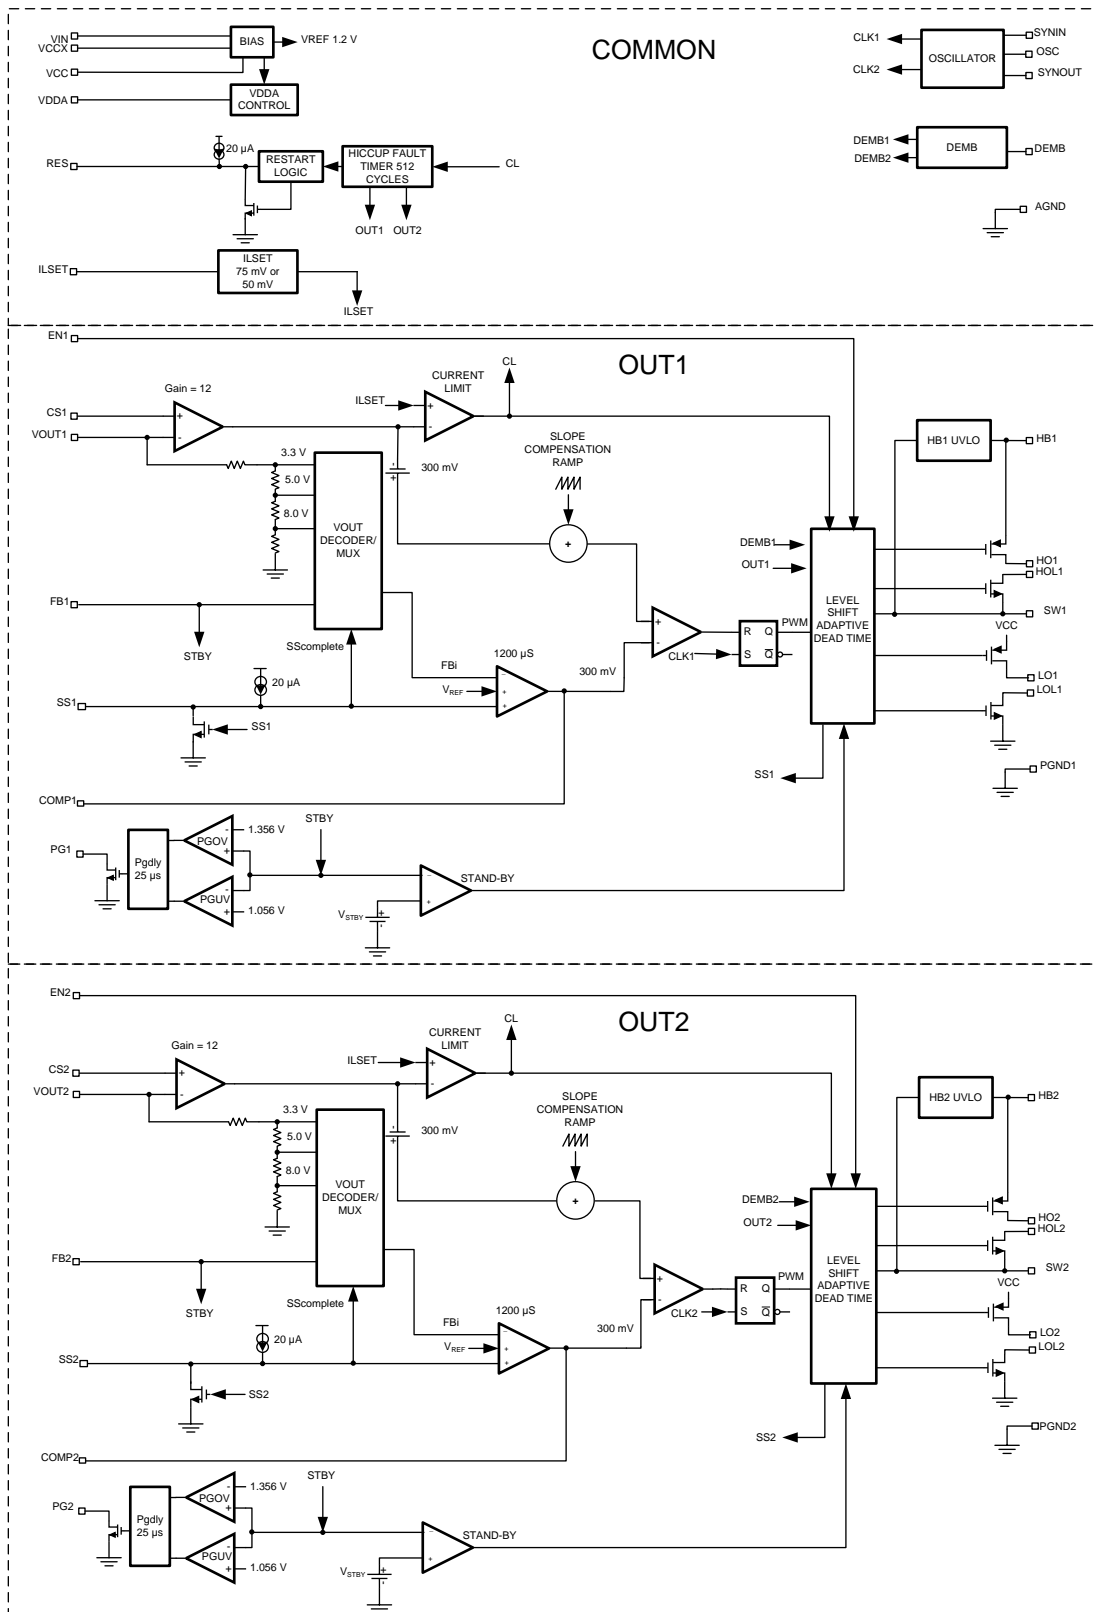 COMMON
VIN
VCCX
VCC
VDDA
BIAS
VREF 1.2 V
VDDA
CONTROL
CLK1
CLK2
OSCILLATOR
SYNIN
OSC
SYNOUT
RES
20 µA
RESTART
LOGIC
HICCUP FAULT
TIMER 512
CYCLES
CL
OUT1
OUT2
DEMB1
DEMB2
DEMB
DEMB
AGND
ILSET
ILSET
75 mV or
50 mV
ILSET
EN1
OUT1
Gain = 12
CS1
VOUT1
+
-
CURRENT
LIMIT
ILSET
+
-
CL
3.3 V
5.0 V
8.0 V
VOUT
DECODER/
MUX
300 mV
+
-
SLOPE
COMPENSATION
RAMP
+
HB1 UVLO
HB1
DEMB1
OUT1
LEVEL
SHIFT
ADAPTIVE
DEAD TIME
HO1
HOL1
SW1
VCC
LO1
LOL1
PGND1
FB1
STBY
SScomplete
FBi
1200 µS
VREF
-
+
+
300 mV
+
-
CLK1
R
Q
S
Q
PWM
20 µA
SS1
SS1
SS1
COMP1
PG1
Pgdly
25 µs
PGOV
-
+
1.356 V
PGUV
-
+
1.056 V
STBY
VSTBY
+
-
-
+
STAND-BY
EN2
OUT2
Gain = 12
CS2
VOUT2
+
-
CURRENT
LIMIT
ILSET
+
-
CL
3.3 V
5.0 V
8.0 V
VOUT
DECODER/
MUX
300 mV
+
-
SLOPE
COMPENSATION
RAMP
+
HB2 UVLO
HB2
DEMB2
OUT2
LEVEL
SHIFT
ADAPTIVE
DEAD TIME
HO2
HOL2
SW2
VCC
LO2
LOL2
PGND2
FB2
STBY
SScomplete
FBi
1200 µS
VREF
-
+
+
300 mV
+
-
CLK2
R
Q
S
Q
PWM
20 µA
SS2
SS2
SS2
COMP2
PG2
Pgdly
25 µs
PGOV
-
+
1.356 V
PGUV
-
+
1.056 V
STBY
VSTBY
+
-
-
+
STAND-BY